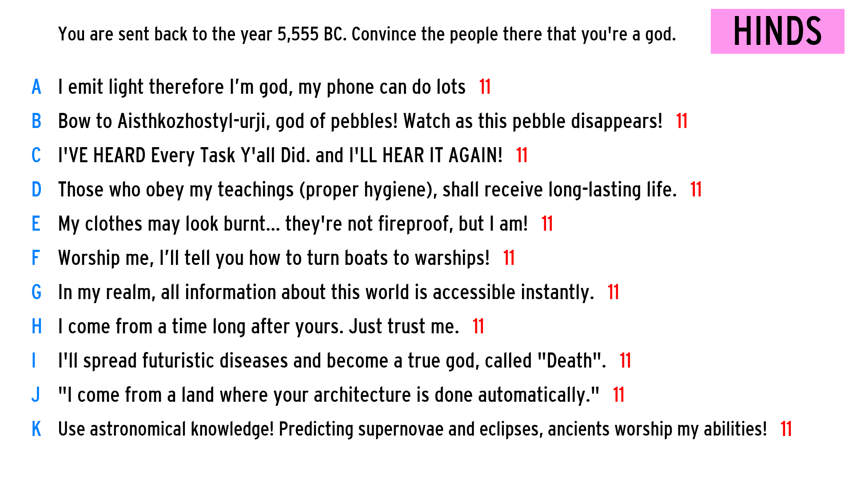 You are sent back to the year 5,555 BC. Convince the people there that you're a god.
HINDS
A I emit light therefore I'm god, my phone can do lots 11
B Bow to Aisthkozhostyl-urji, god of pebbles! Watch as this pebble disappears! 11
C I'VE HEARD Every Task Y'all Did. and I'LL HEAR IT AGAIN! 11
D Those who obey my teachings (proper hygiene), shall receive long-lasting life. 11
E My clothes may look burnt... they're not fireproof, but I am! 11
F Worship me, I'll tell you how to turn boats to warships! 11
G In my realm, all information about this world is accessible instantly. 11
H I come from a time long after yours. Just trust me. 11
I I'll spread futuristic diseases and become a true god, called "Death". 11
J "I come from a land where your architecture is done automatically." 11
K Use astronomical knowledge! Predicting supernovae and eclipses, ancients worship my abilities! 11